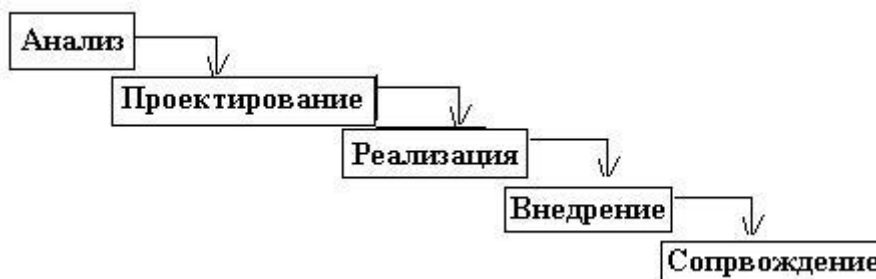 Анализ
Проектирование
Реализация
Внедрение
Сопрвождение